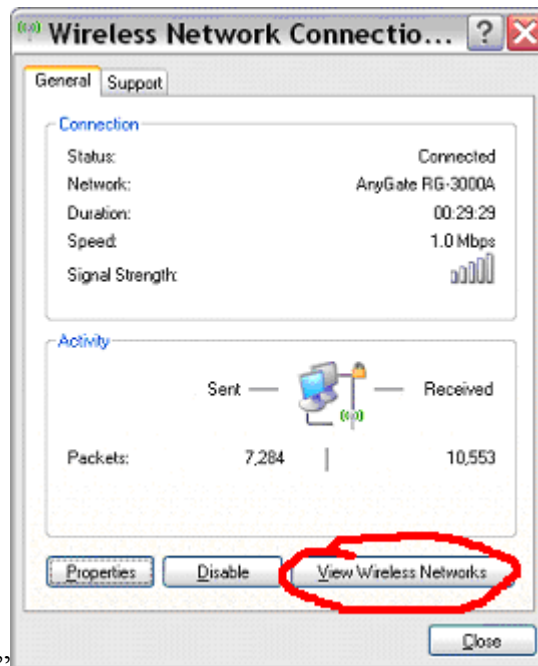 Wireless Network Connectio... ?
General Support
Connection
Status: Connected
Network: AnyGate RG-3000A
Duration: 00:29:29
Speed: 1.0 Mbps
Signal Strength:
Activity
Sent — — Received
Packets: 7,284 | 10,553
Properties Disable View Wireless Networks
Close
”